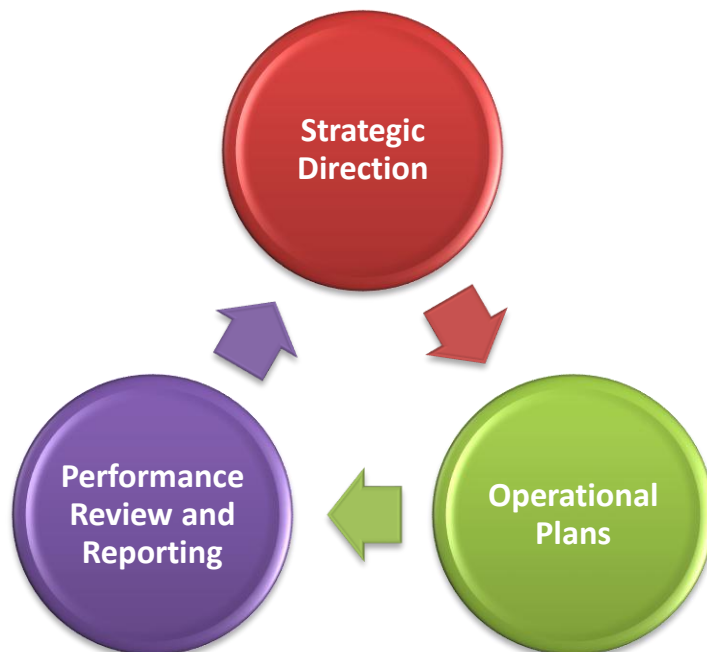 Strategic
Direction
Performance
Review and
Reporting
Operational
Plans